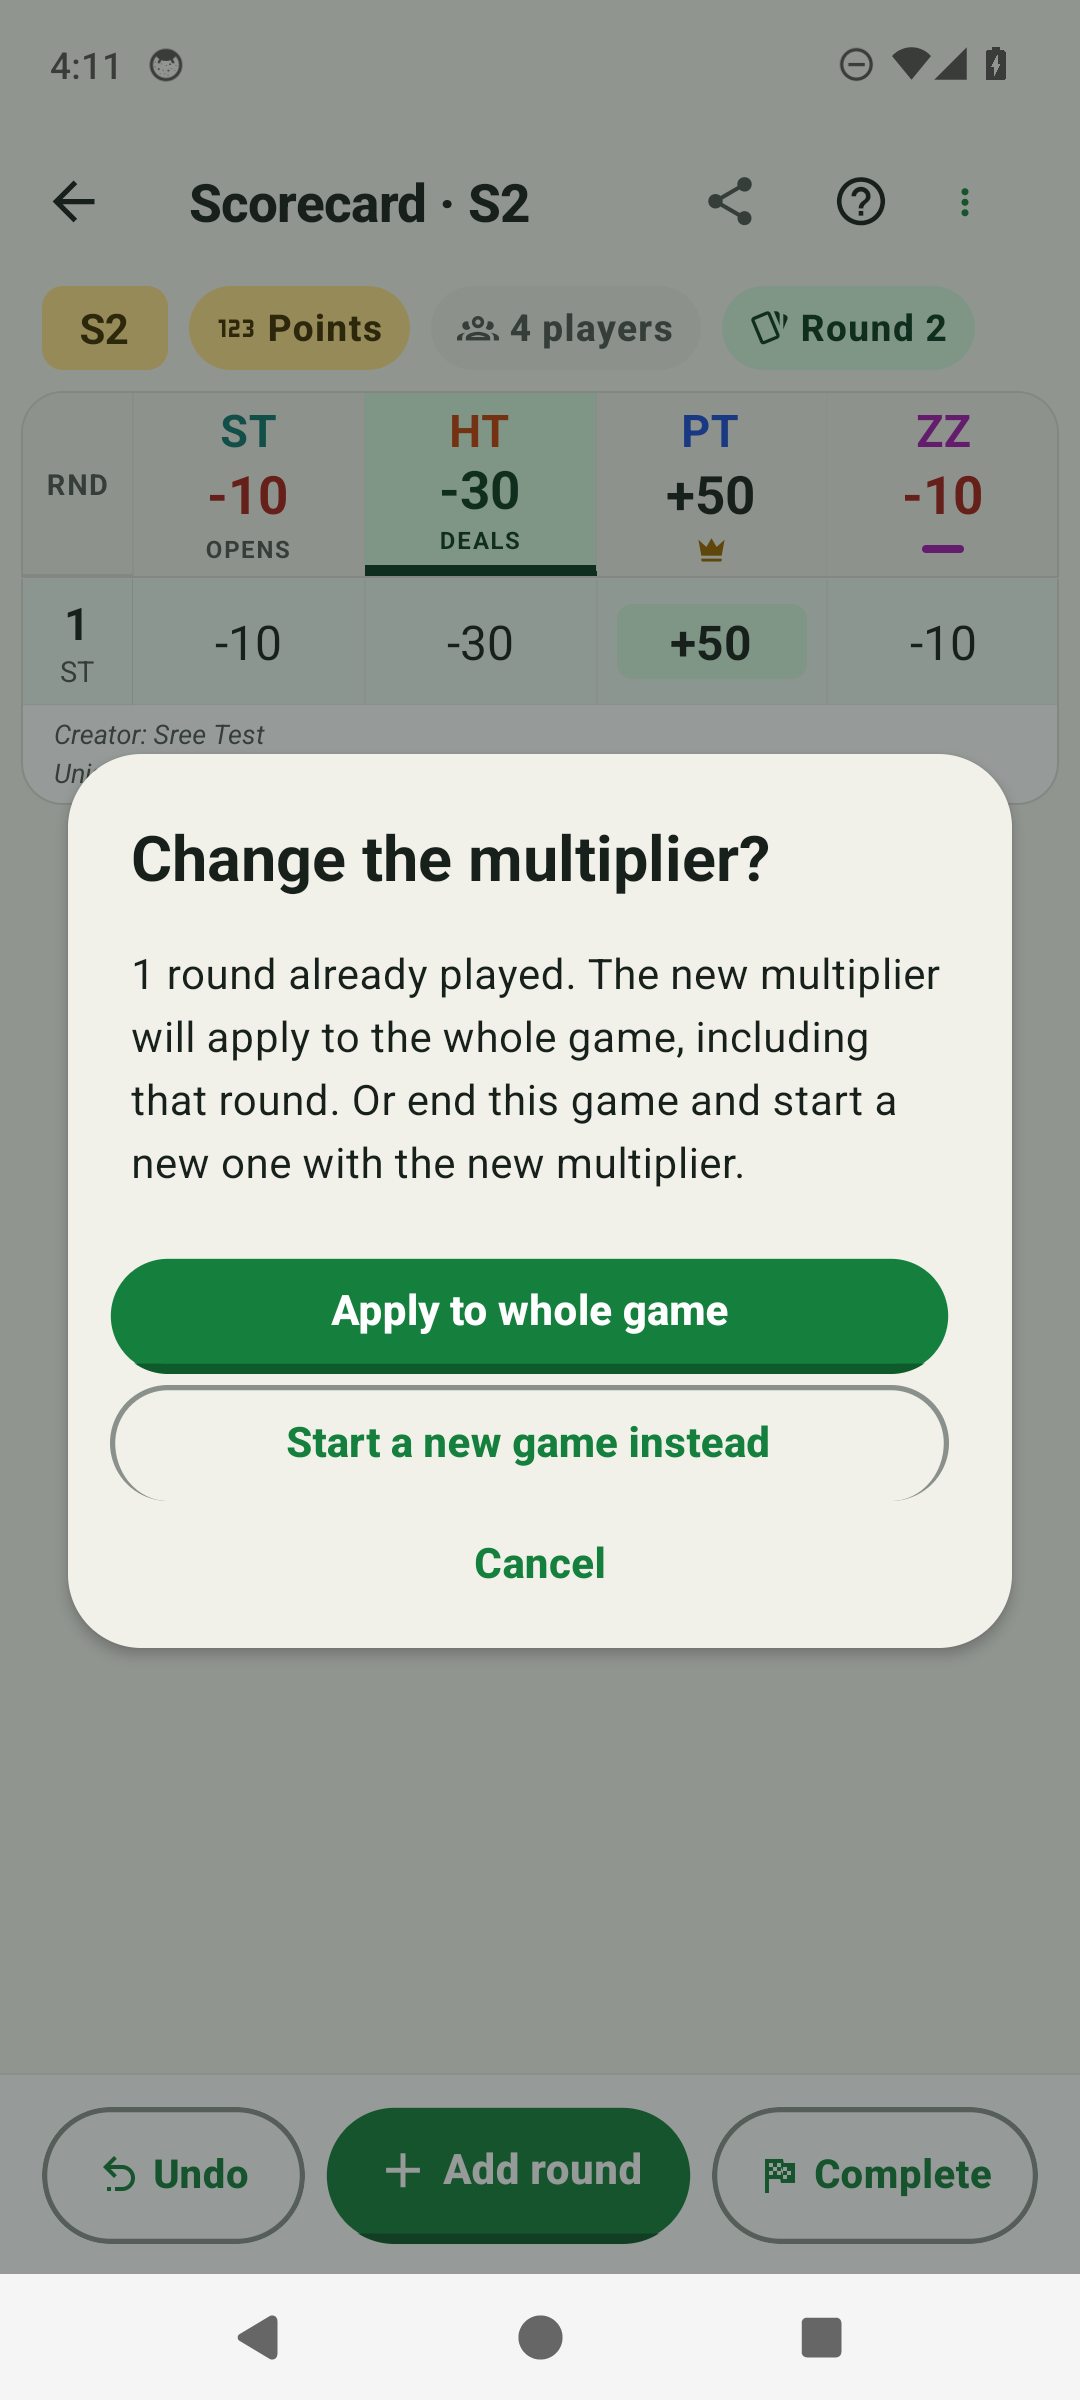 4:11
Scorecard · S2
S2
123 Points
4 players
Round 2
RND
ST
-10
OPENS
HT
-30
DEALS
PT
+50
ZZ
-10
1
ST
-10
-30
+50
-10
Creator: Sree Test
Change the multiplier?
1 round already played. The new multiplier
will apply to the whole game, including
that round. Or end this game and start a
new one with the new multiplier.
Apply to whole game
Start a new game instead
Cancel
Undo
+ Add round
Complete